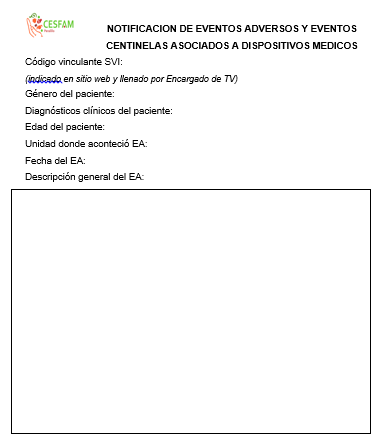 CESFAM
NOTIFICACION DE EVENTOS ADVERSOS Y EVENTOS
CENTINELAS ASOCIADOS A DISPOSITIVOS MEDICOS
Código vinculante SVI:
(indicado en sitio web y llenado por Encargado de TV)
Género del paciente:
Diagnósticos clínicos del paciente:
Edad del paciente:
Unidad donde aconteció EA:
Fecha del EA:
Descripción general del EA: